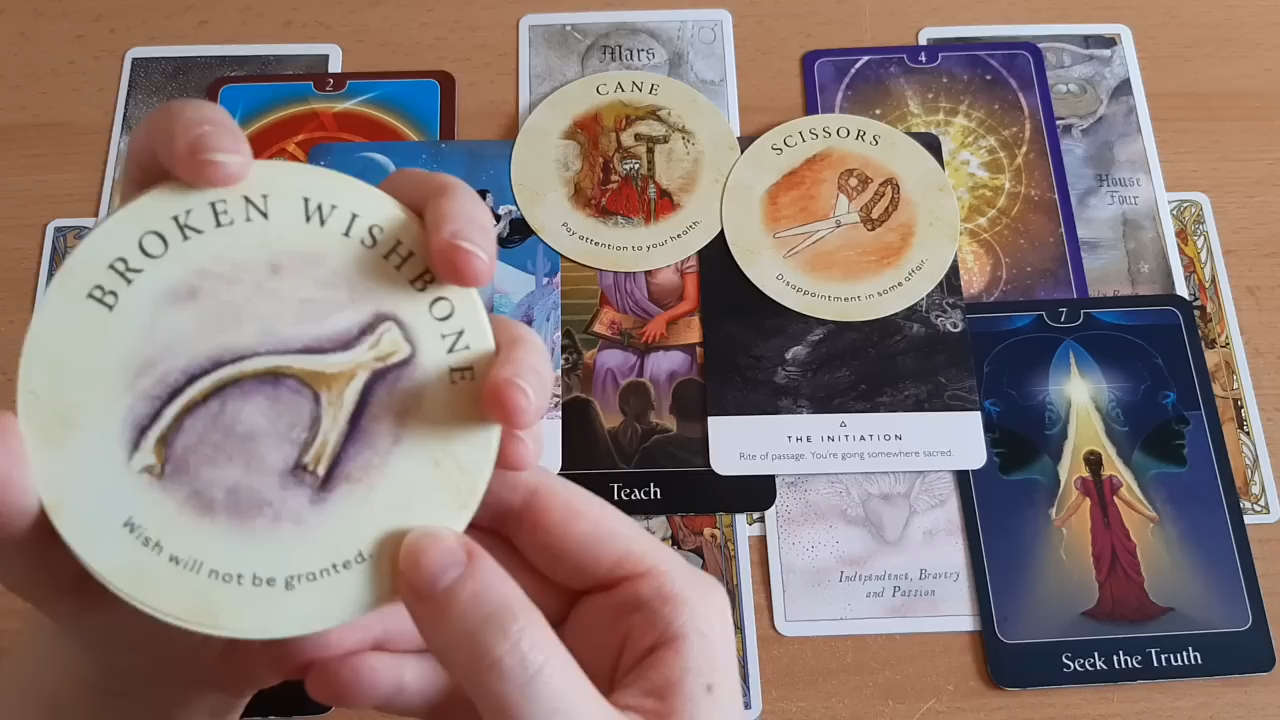 2
Mars
4
CANE
Pay attention to your health.
SCISSORS
Disappointment in some affair.
House
Four
BROKEN WISHBONE
Wish will not be granted.
7
THE INITIATION
Rite of passage. You're going somewhere sacred.
Teach
Independence, Bravery
and Passion
Seek the Truth